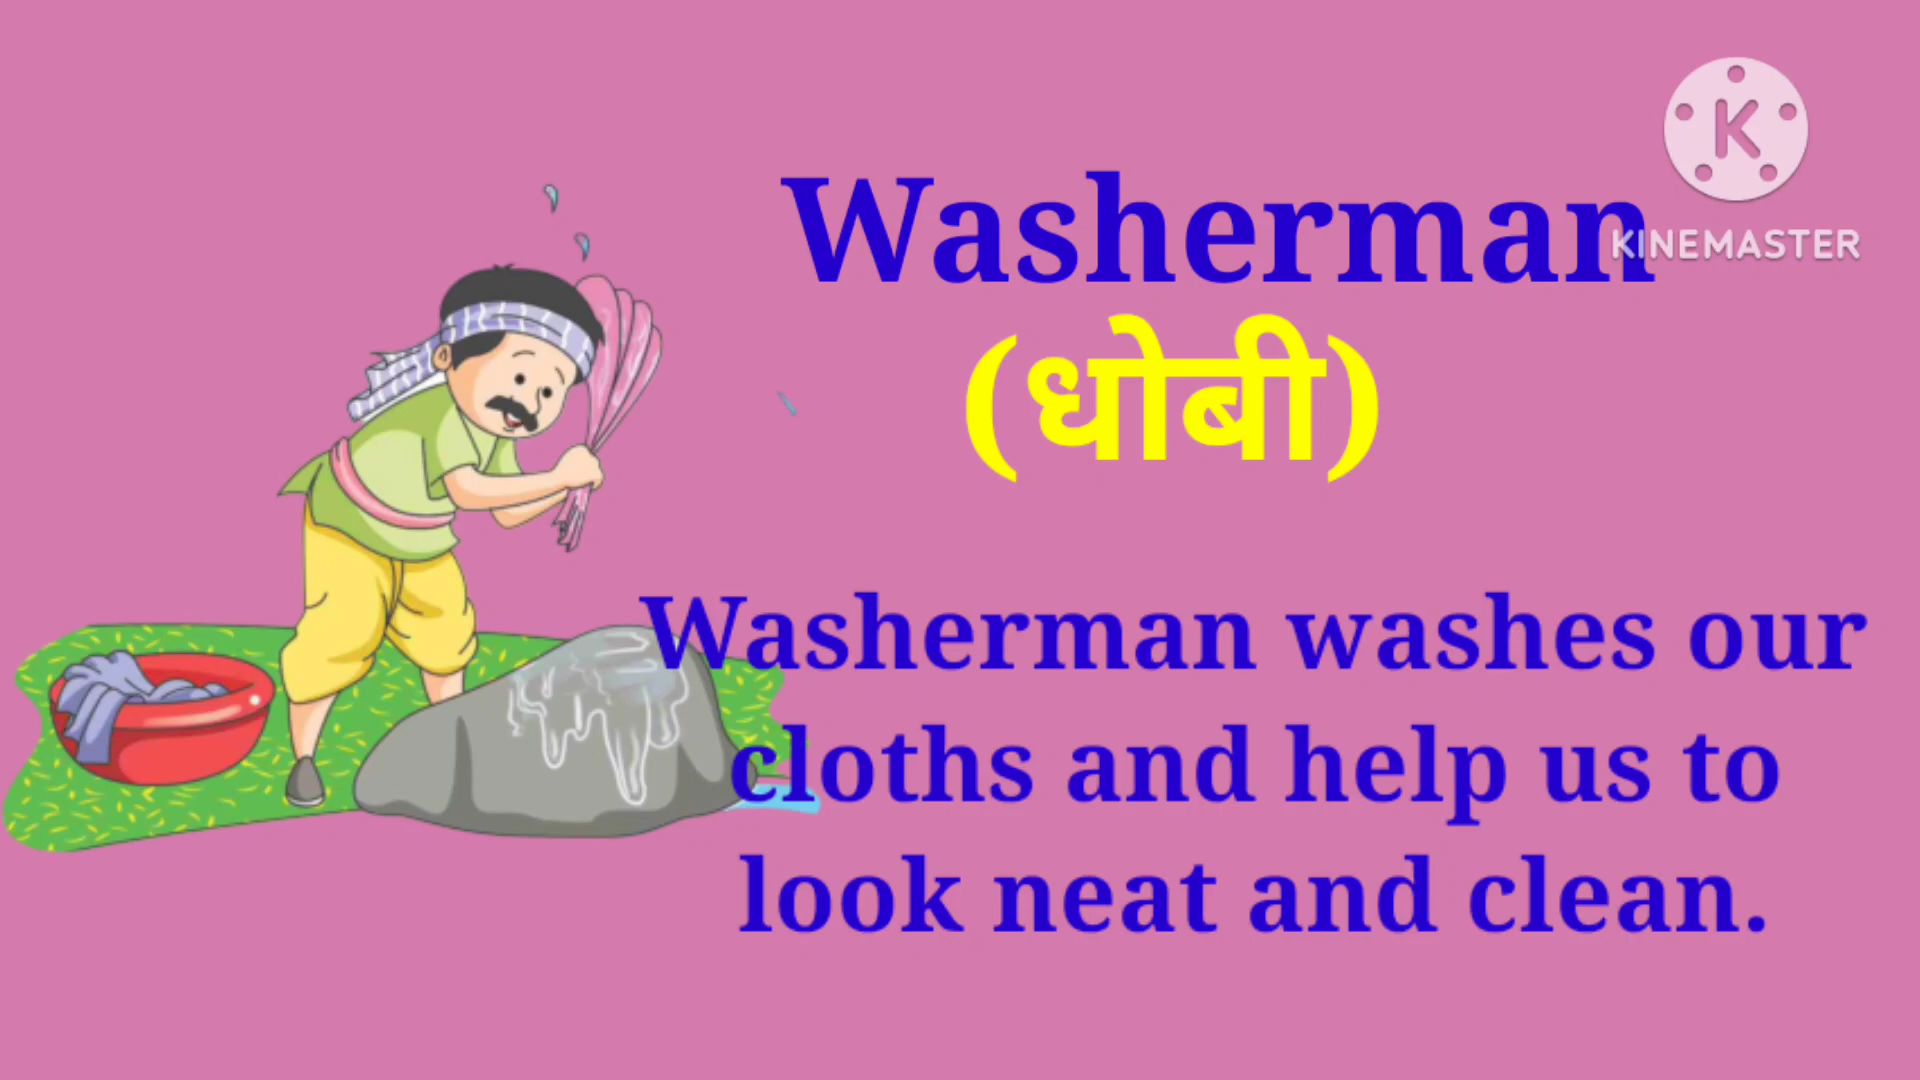 Washerman
KINEMASTER
(धोबी)
Washerman washes our
cloths and help us to
look neat and clean.